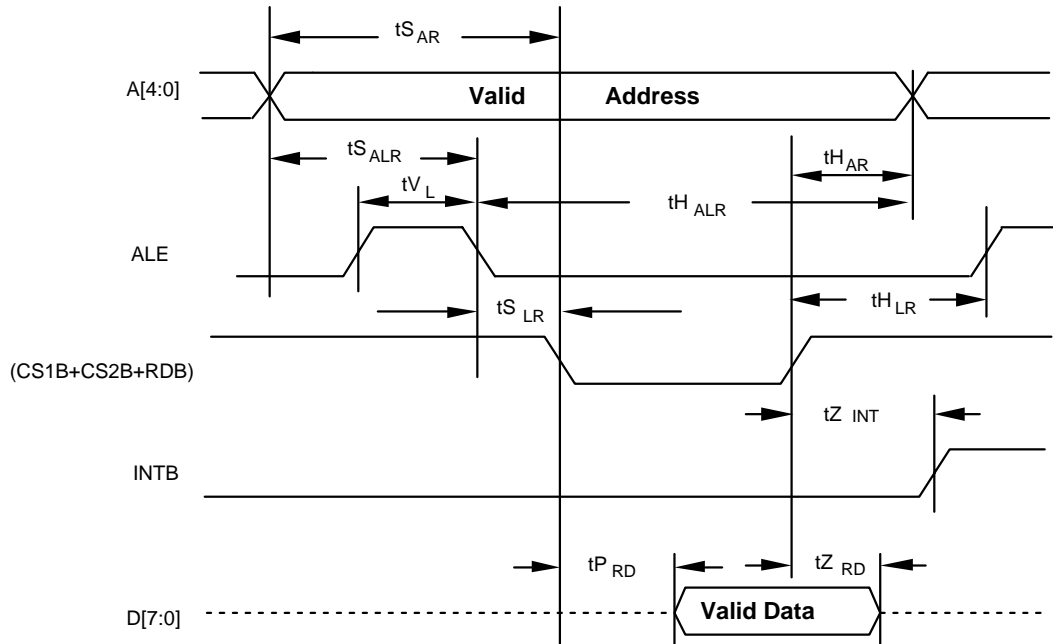 tS AR
A[4:0]
Valid Address
tS ALR
tH AR
tV L
tH ALR
ALE
tS LR
tH LR
(CS1B+CS2B+RDB)
tZ INT
INTB
tP RD
tZ RD
Valid Data
D[7:0]